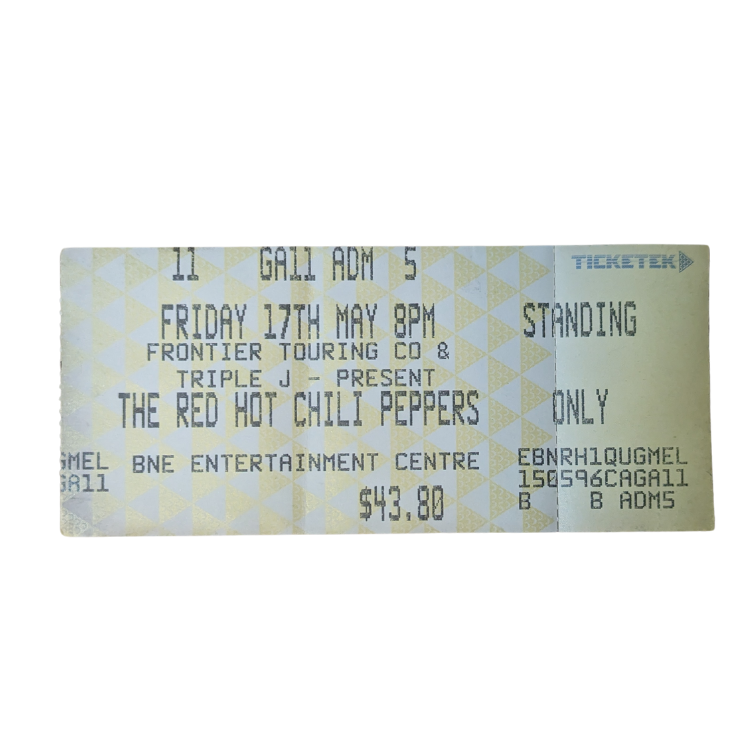 11 GA11 ADM 5
TICKETEK
FRIDAY 17TH MAY 8PM
STANDING
FRONTIER TOURING CO &
TRIPLE J - PRESENT
THE RED HOT CHILI PEPPERS
ONLY
GMEL BNE ENTERTAINMENT CENTRE
EBNRH1QUGMEL
GA11
150596CAGA11
$43.80
B B ADM5